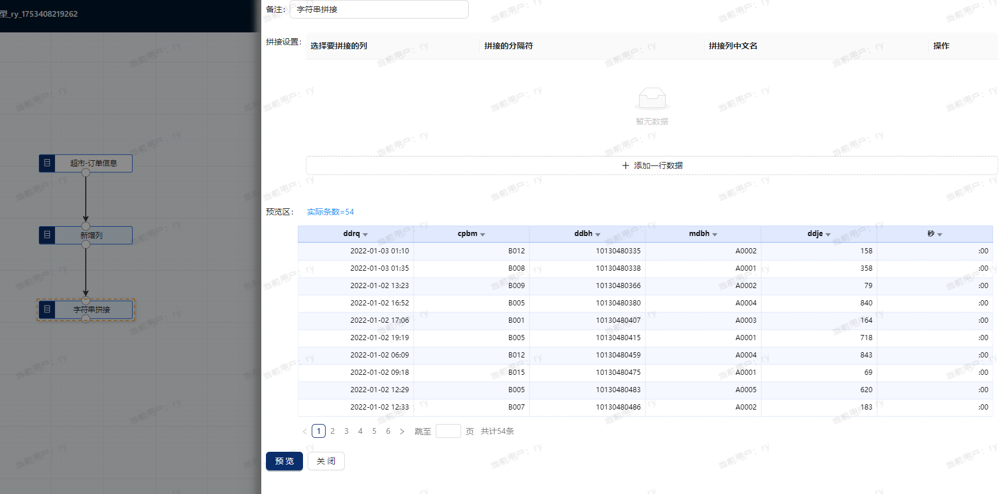 型_ry_1753408219262
超市-订单信息
新增列
字符串拼接
备注: 字符串拼接
拼接设置: 选择要拼接的列 拼接的分隔符 拼接列中文名 操作
暂无数据
+ 添加一行数据
预览区: 实际条数=54
ddrq cpbm ddbh mdbh ddje 秒
2022-01-03 01:10 B012 10130480335 A0002 158 :00
2022-01-03 01:35 B008 10130480338 A0001 358 :00
2022-01-02 13:23 B009 10130480366 A0002 79 :00
2022-01-02 16:52 B005 10130480380 A0004 840 :00
2022-01-02 17:06 B001 10130480407 A0003 164 :00
2022-01-02 19:19 B005 10130480415 A0001 718 :00
2022-01-02 06:09 B012 10130480459 A0004 843 :00
2022-01-02 09:18 B015 10130480475 A0001 69 :00
2022-01-02 12:29 B005 10130480483 A0005 620 :00
2022-01-02 12:33 B007 10130480486 A0002 183 :00
< 1 2 3 4 5 6 > 跳至 页 共计54条
预 览 关 闭
当前用户: ry